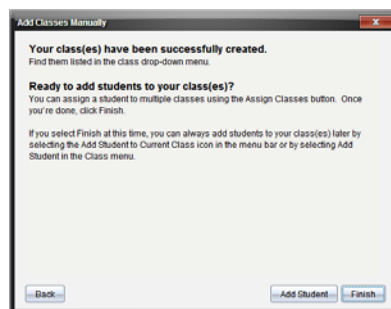 Add Classes Manually
Your class(es) have been successfully created.
Find them listed in the class drop-down menu.
Ready to add students to your class(es)?
You can assign a student to multiple classes using the Assign Classes button. Once
you're done, click Finish.
If you select Finish at this time, you can always add students to your class(es) later by
selecting the Add Student to Current Class icon in the menu bar or by selecting Add
Student in the Class menu.
Back
Add Student
Finish